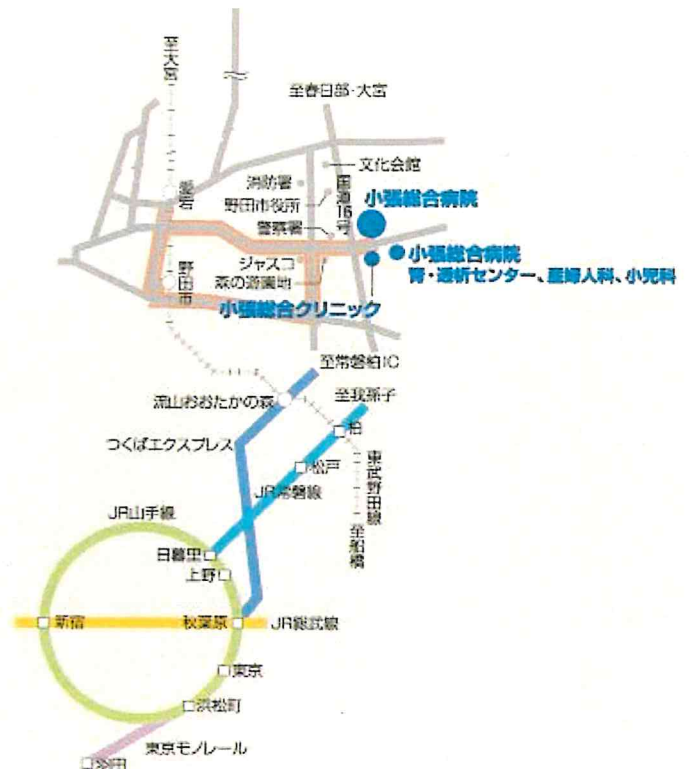 至大宮
至春日部・大宮
文化会館
消防署
国道16号
野田市役所
愛宕
小張総合病院
警察署
小張総合病院
腎・透析センター、産婦人科、小児科
ジャスコ
森の遊園地
野田市
小張総合クリニック
至常磐柏IC
流山おおたかの森
至我孫子
柏
つくばエクスプレス
松戸
東武野田線
JR常磐線
JR山手線
至船橋
日暮里
上野
新宿
秋葉原
JR総武線
東京
浜松町
東京モノレール
羽田